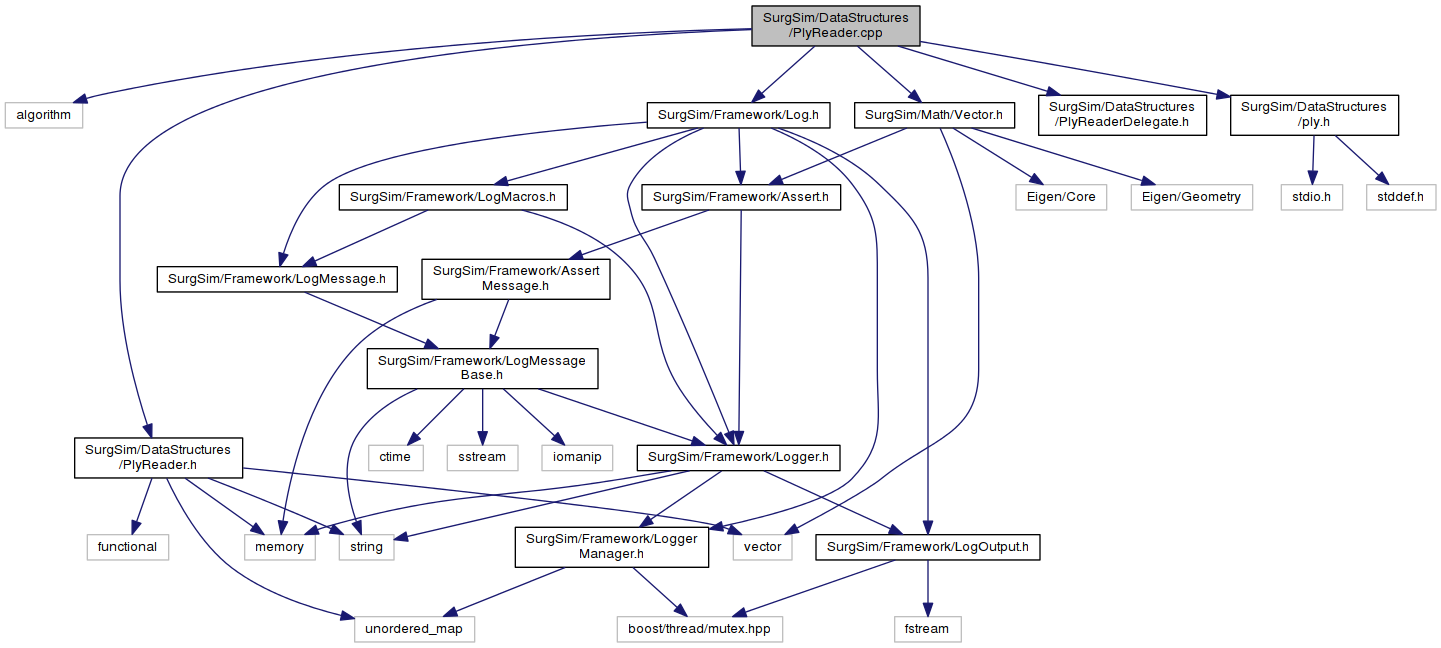 SurgSim/DataStructures
/PlyReader.cpp
algorithm
SurgSim/Framework/Log.h
SurgSim/Math/Vector.h
SurgSim/DataStructures
/PlyReaderDelegate.h
SurgSim/DataStructures
/ply.h
SurgSim/Framework/LogMacros.h
SurgSim/Framework/Assert.h
Eigen/Core
Eigen/Geometry
stdio.h
stddef.h
SurgSim/Framework/LogMessage.h
SurgSim/Framework/Assert
Message.h
SurgSim/Framework/LogMessage
Base.h
SurgSim/DataStructures
/PlyReader.h
ctime
sstream
iomanip
SurgSim/Framework/Logger.h
functional
memory
string
SurgSim/Framework/Logger
Manager.h
vector
SurgSim/Framework/LogOutput.h
unordered_map
boost/thread/mutex.hpp
fstream